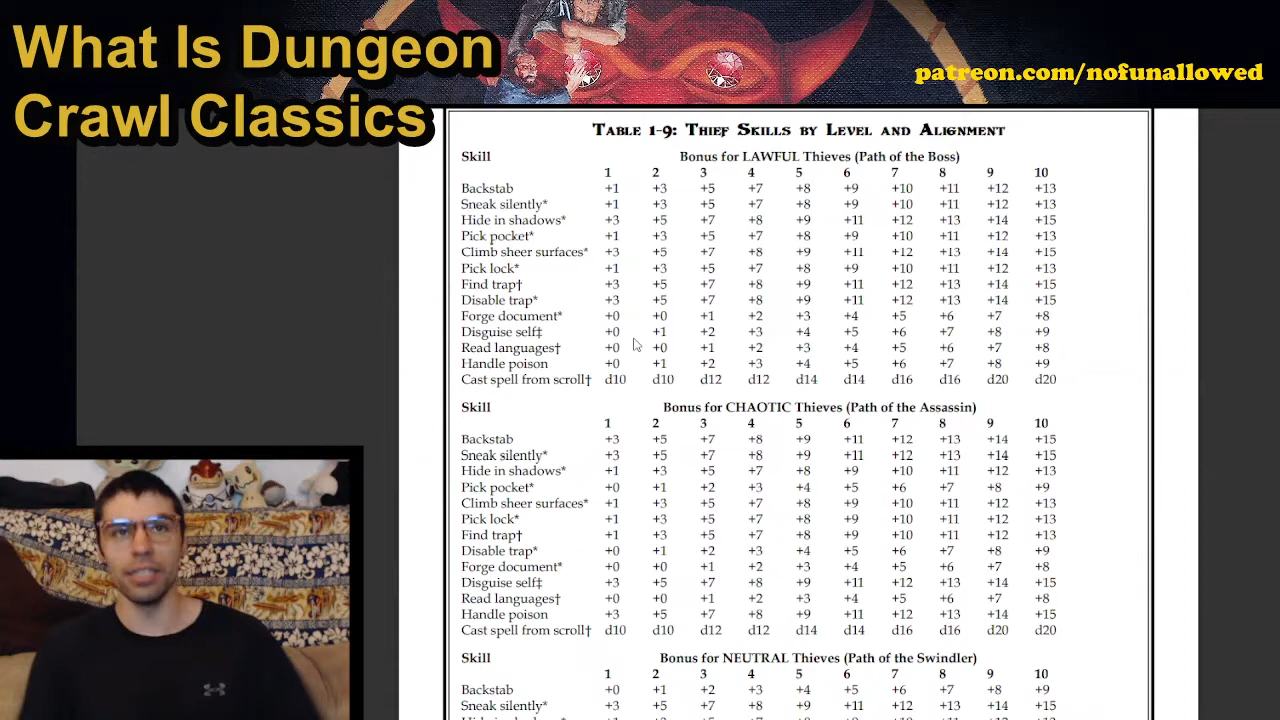 What Is Dungeon
Crawl Classics
patreon.com/nofunallowed
Table 1-9: Thief Skills by Level and Alignment
Skill Bonus for LAWFUL Thieves (Path of the Boss)
1 2 3 4 5 6 7 8 9 10
Backstab +1 +3 +5 +7 +8 +9 +10 +11 +12 +13
Sneak silently* +1 +3 +5 +7 +8 +9 +10 +11 +12 +13
Hide in shadows* +3 +5 +7 +8 +9 +11 +12 +13 +14 +15
Pick pocket* +1 +3 +5 +7 +8 +9 +10 +11 +12 +13
Climb sheer surfaces* +3 +5 +7 +8 +9 +11 +12 +13 +14 +15
Pick lock* +1 +3 +5 +7 +8 +9 +10 +11 +12 +13
Find trap† +3 +5 +7 +8 +9 +11 +12 +13 +14 +15
Disable trap* +3 +5 +7 +8 +9 +11 +12 +13 +14 +15
Forge document* +0 +0 +1 +2 +3 +4 +5 +6 +7 +8
Disguise self‡ +0 +1 +2 +3 +4 +5 +6 +7 +8 +9
Read languages† +0 +0 +1 +2 +3 +4 +5 +6 +7 +8
Handle poison +0 +1 +2 +3 +4 +5 +6 +7 +8 +9
Cast spell from scroll† d10 d10 d12 d12 d14 d14 d16 d16 d20 d20
Skill Bonus for CHAOTIC Thieves (Path of the Assassin)
1 2 3 4 5 6 7 8 9 10
Backstab +3 +5 +7 +8 +9 +11 +12 +13 +14 +15
Sneak silently* +3 +5 +7 +8 +9 +11 +12 +13 +14 +15
Hide in shadows* +1 +3 +5 +7 +8 +9 +10 +11 +12 +13
Pick pocket* +0 +1 +2 +3 +4 +5 +6 +7 +8 +9
Climb sheer surfaces* +1 +3 +5 +7 +8 +9 +10 +11 +12 +13
Pick lock* +1 +3 +5 +7 +8 +9 +10 +11 +12 +13
Find trap† +1 +3 +5 +7 +8 +9 +10 +11 +12 +13
Disable trap* +0 +1 +2 +3 +4 +5 +6 +7 +8 +9
Forge document* +0 +0 +1 +2 +3 +4 +5 +6 +7 +8
Disguise self‡ +3 +5 +7 +8 +9 +11 +12 +13 +14 +15
Read languages† +0 +0 +1 +2 +3 +4 +5 +6 +7 +8
Handle poison +3 +5 +7 +8 +9 +11 +12 +13 +14 +15
Cast spell from scroll† d10 d10 d12 d12 d14 d14 d16 d16 d20 d20
Skill Bonus for NEUTRAL Thieves (Path of the Swindler)
1 2 3 4 5 6 7 8 9 10
Backstab +0 +1 +2 +3 +4 +5 +6 +7 +8 +9
Sneak silently* +3 +5 +7 +8 +9 +11 +12 +13 +14 +15